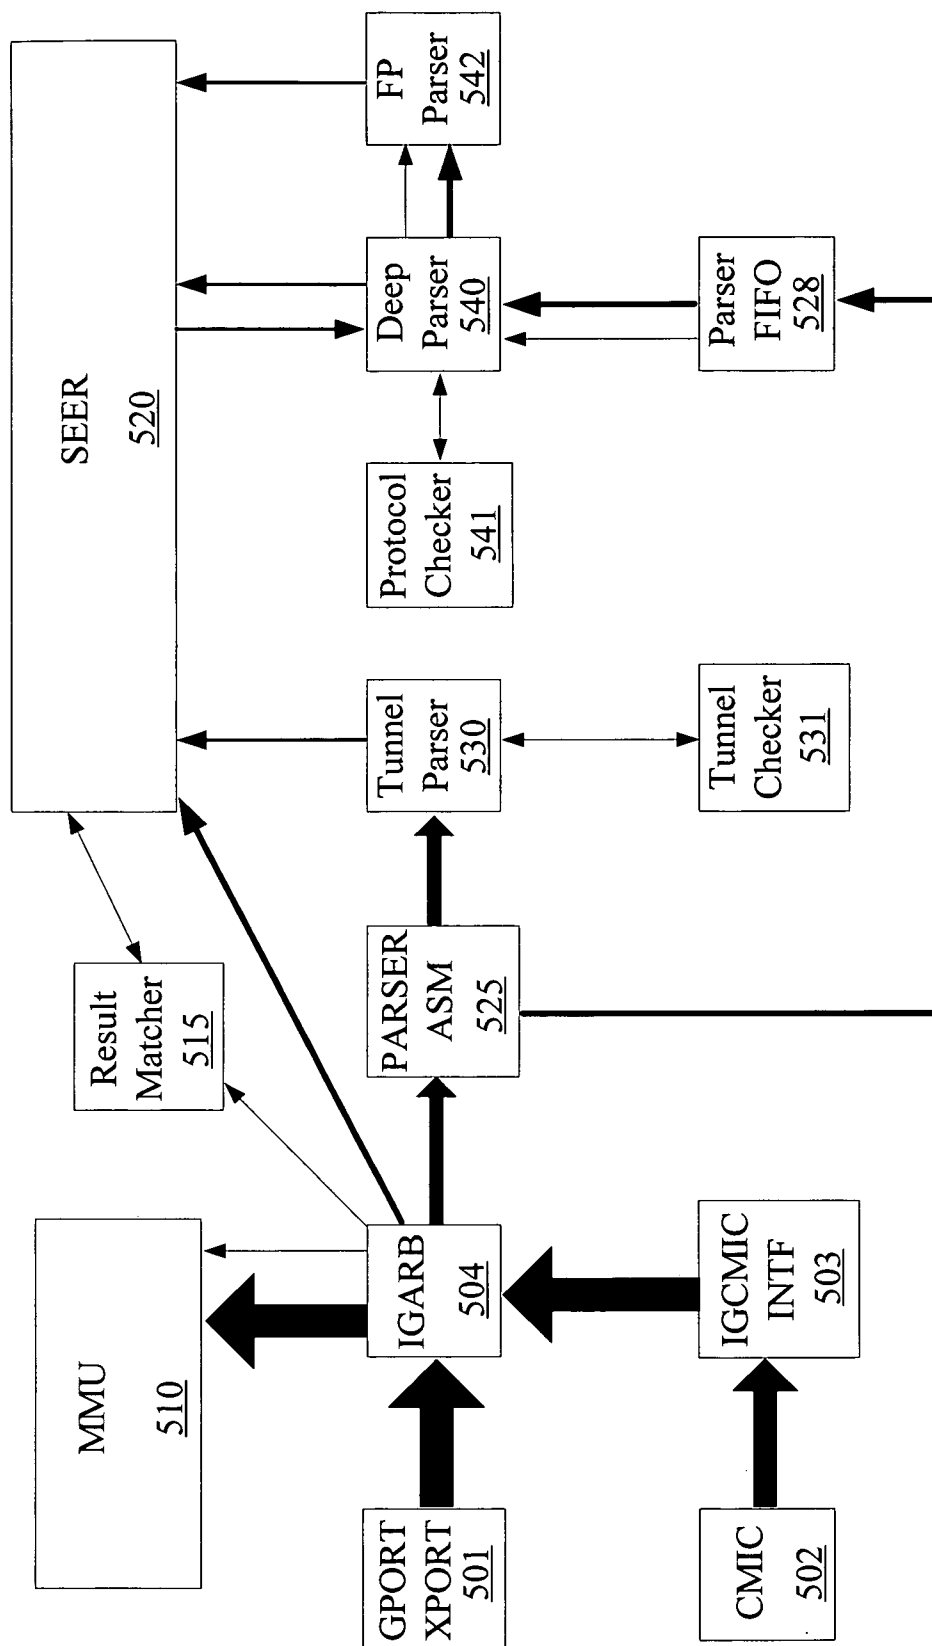 MMU
510
Result
Matcher
515
SEER
520
GPORT
XPORT
501
IGARB
504
PARSER
ASM
525
Tunnel
Parser
530
Protocol
Checker
541
Deep
Parser
540
FP
Parser
542
CMIC
502
IGCMIC
INTF
503
Tunnel
Checker
531
Parser
FIFO
528